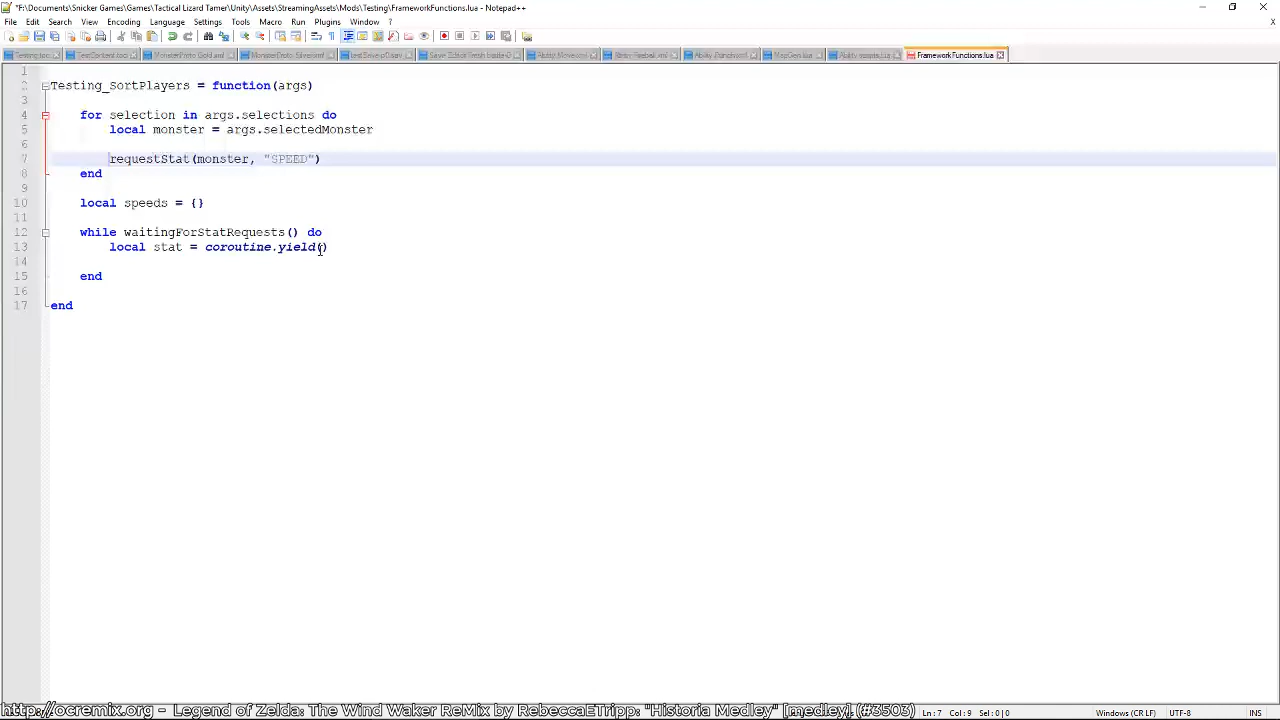 *F:\Documents\Snicker Games\Games\Tactical Lizard Tamer\Unity\Assets\StreamingAssets\Mods\Testing\FrameworkFunctions.lua - Notepad++
File Edit Search View Encoding Language Settings Tools Macro Run Plugins Window ?
X
MapGen.lua FrameworkFunctions.lua
1
2 Testing_SortPlayers = function(args)
3
4 for selection in args.selections do
5 local monster = args.selectedMonster
6
7 requestStat(monster, "SPEED")
8 end
9
10 local speeds = {}
11
12 while waitingForStatRequests() do
13 local stat = coroutine.yield()
14
15 end
16
17 end
http://ocremix.org - Legend of Zelda: The Wind Waker ReMix by RebeccaETripp: "Historia Medley" [medley] (#3503)
Ln:7 Col:9 Sel:0|0 Windows (CR LF) UTF-8 INS